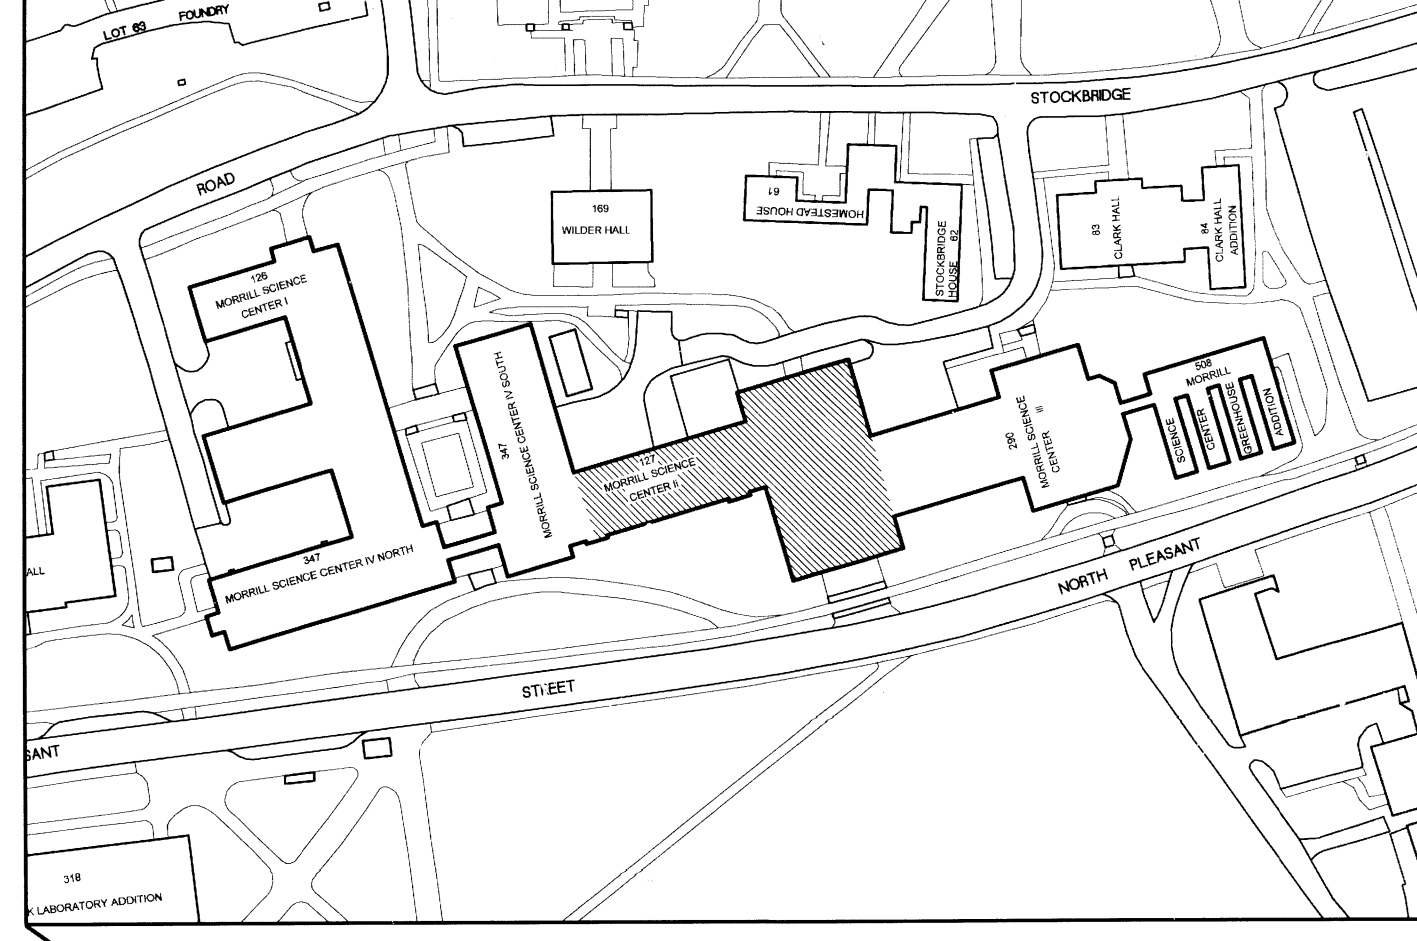 LOT 63
FOUNDRY
STOCKBRIDGE
ROAD
169
WILDER HALL
61
HOMESTEAD HOUSE
STOCKBRIDGE
HOUSE 62
83
CLARK HALL
84
CLARK HALL
ADDITION
126
MORRILL SCIENCE
CENTER I
347
MORRILL SCIENCE CENTER IV SOUTH
127
MORRILL SCIENCE
CENTER II
290
MORRILL SCIENCE
CENTER III
508
MORRILL
SCIENCE
CENTER
GREENHOUSE
ADDITION
347
MORRILL SCIENCE CENTER IV NORTH
ALL
NORTH PLEASANT
STREET
SANT
318
K LABORATORY ADDITION